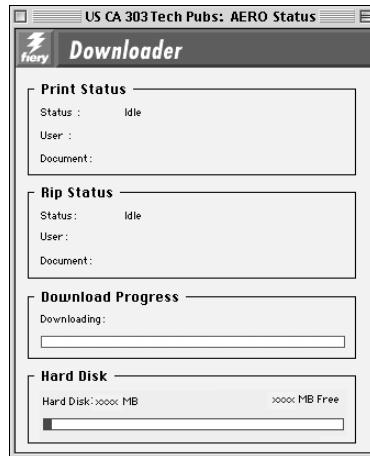 US CA 303 Tech Pubs: AERO Status
fiery Downloader
Print Status
Status : Idle
User :
Document :
Rip Status
Status : Idle
User :
Document :
Download Progress
Downloading :
Hard Disk
Hard Disk: xxxx MB xxxx MB Free